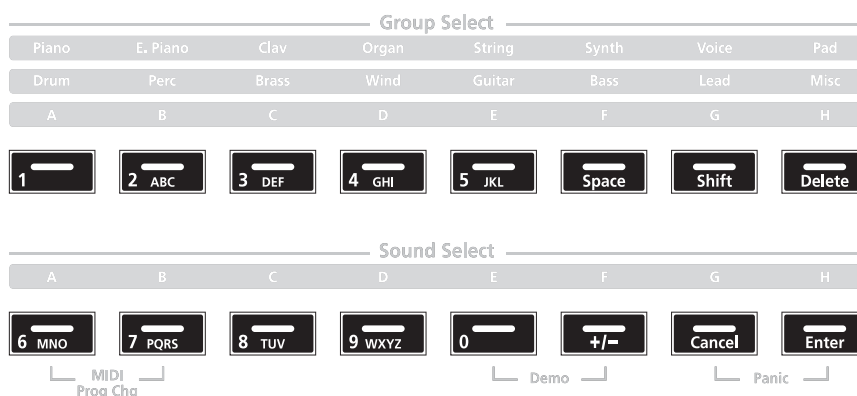 Group Select
Piano E. Piano Clav Organ String Synth Voice Pad
Drum Perc Brass Wind Guitar Bass Lead Misc
A B C D E F G H
1 2 ABC 3 DEF 4 GHI 5 JKL Space Shift Delete
Sound Select
A B C D E F G H
6 MNO 7 PQRS 8 TUV 9 WXYZ 0 +/− Cancel Enter
MIDI Demo Panic
Prog Chg